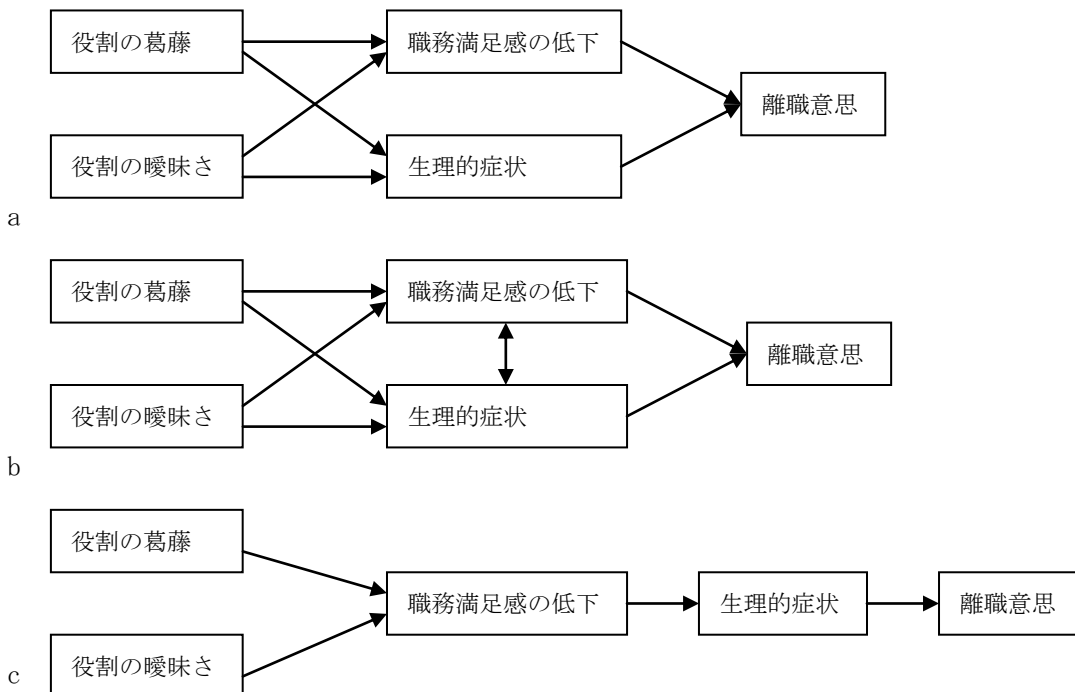 役割の葛藤
職務満足感の低下
離職意思
役割の曖昧さ
生理的症状
a
役割の葛藤
職務満足感の低下
離職意思
役割の曖昧さ
生理的症状
b
役割の葛藤
職務満足感の低下
生理的症状
離職意思
役割の曖昧さ
c